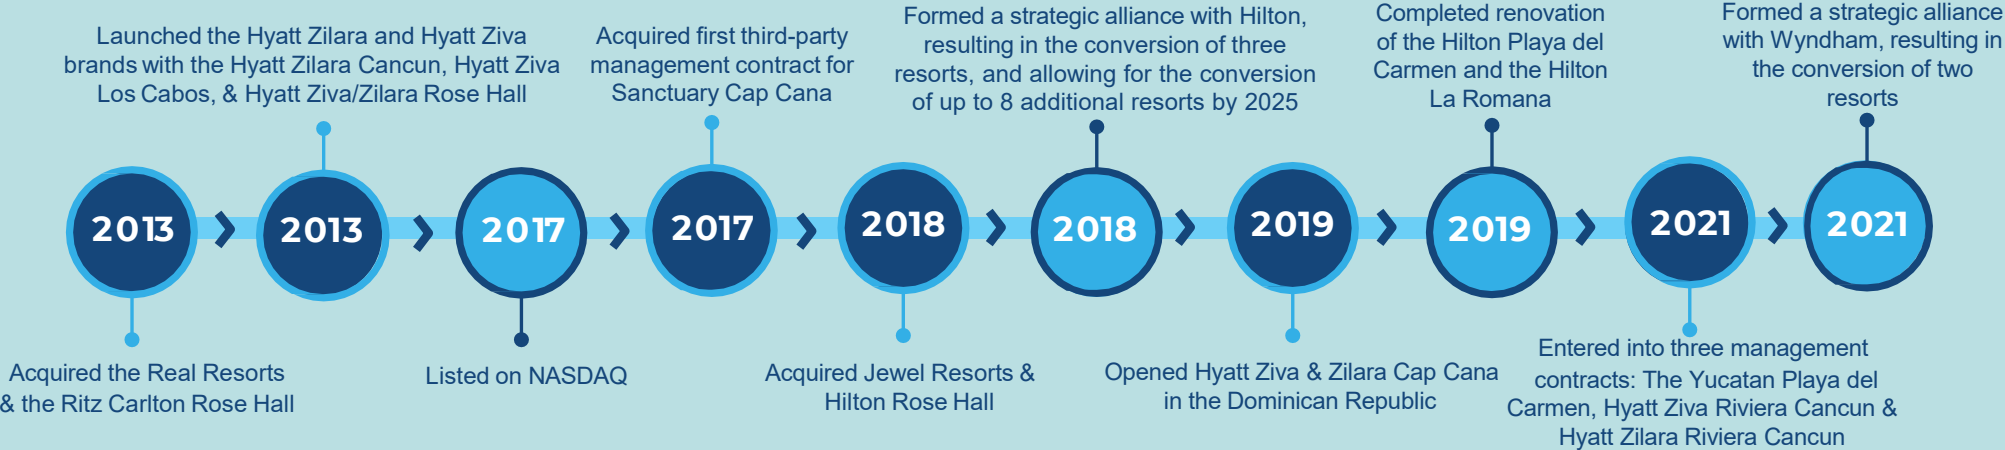 Launched the Hyatt Zilara and Hyatt Ziva
brands with the Hyatt Zilara Cancun, Hyatt Ziva
Los Cabos, & Hyatt Ziva/Zilara Rose Hall
Acquired first third-party
management contract for
Sanctuary Cap Cana
Formed a strategic alliance with Hilton,
resulting in the conversion of three
resorts, and allowing for the conversion
of up to 8 additional resorts by 2025
Completed renovation
of the Hilton Playa del
Carmen and the Hilton
La Romana
Formed a strategic alliance
with Wyndham, resulting in
the conversion of two
resorts
2013
2013
2017
2017
2018
2018
2019
2019
2021
2021
Acquired the Real Resorts
& the Ritz Carlton Rose Hall
Listed on NASDAQ
Acquired Jewel Resorts &
Hilton Rose Hall
Opened Hyatt Ziva & Zilara Cap Cana
in the Dominican Republic
Entered into three management
contracts: The Yucatan Playa del
Carmen, Hyatt Ziva Riviera Cancun &
Hyatt Zilara Riviera Cancun